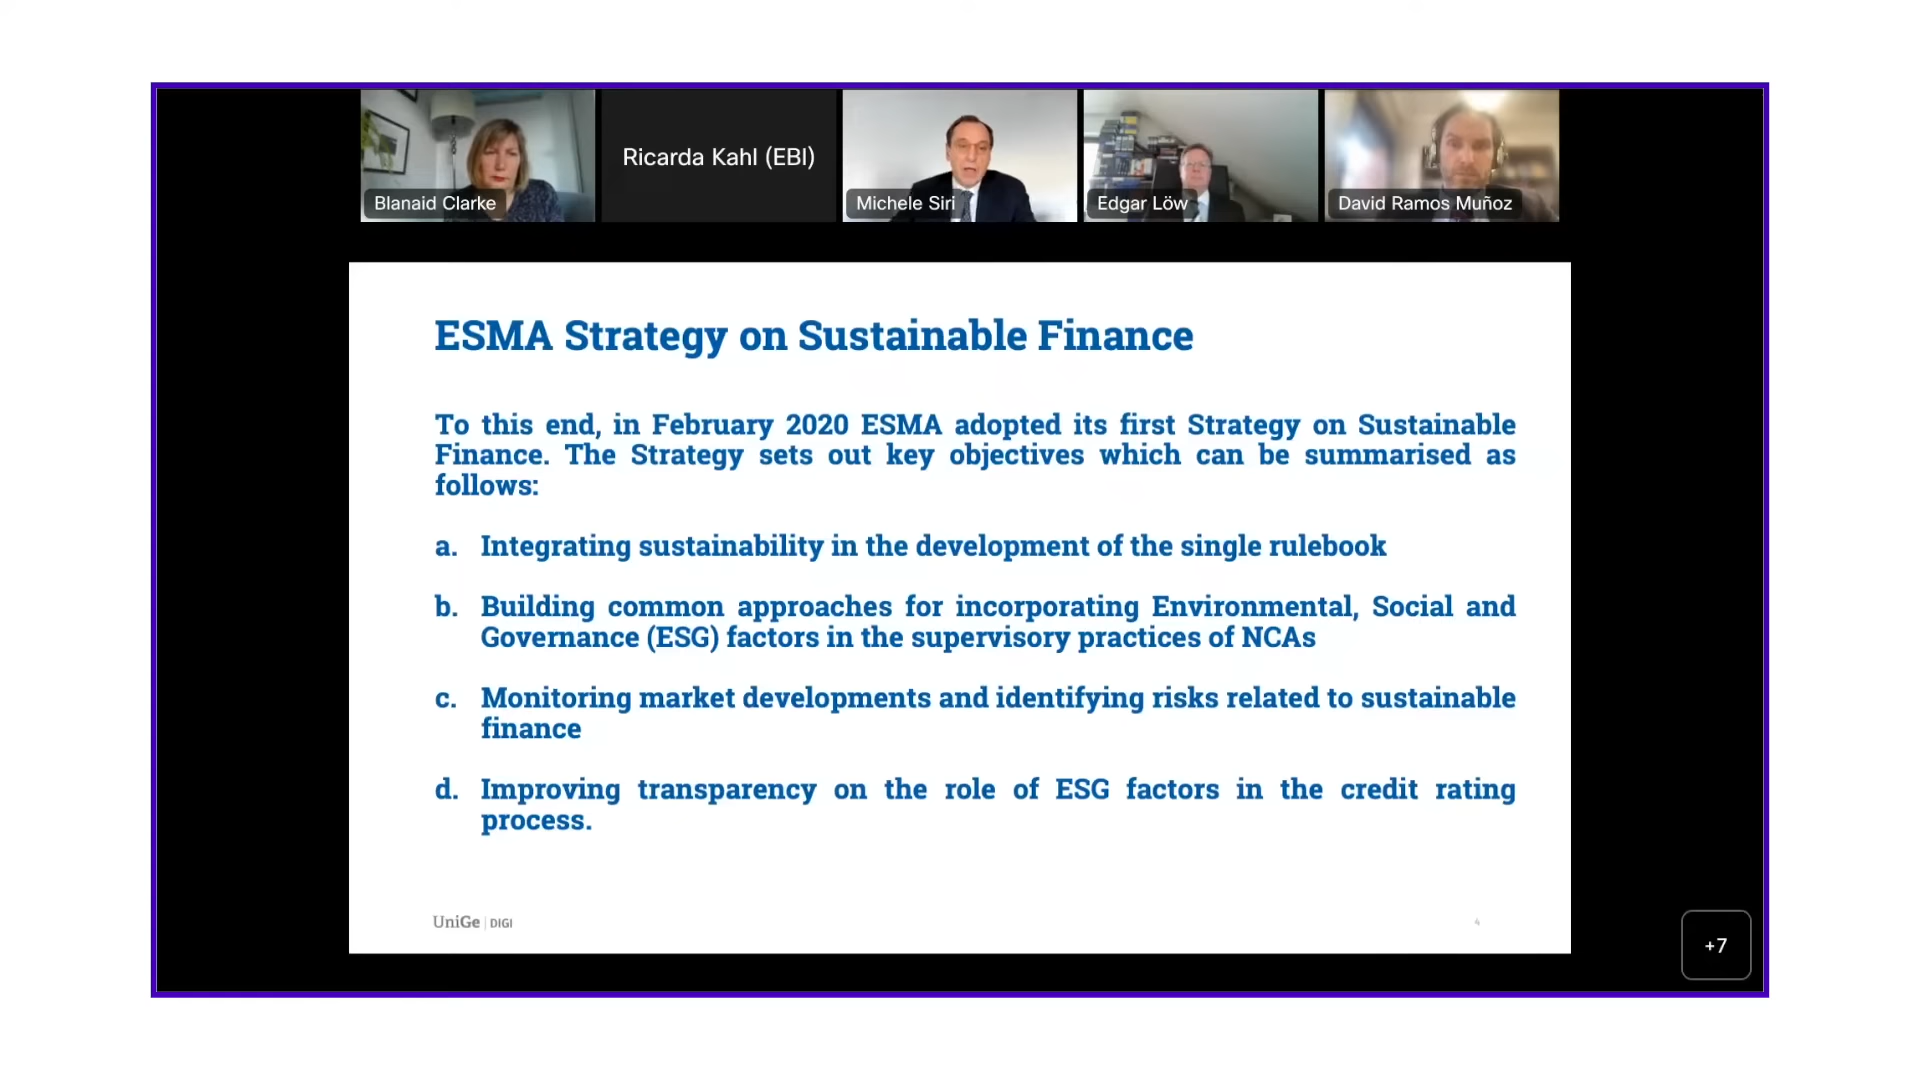 Blanaid Clarke
Ricarda Kahl (EBI)
Michele Siri
Edgar Löw
David Ramos Muñoz
ESMA Strategy on Sustainable Finance
To this end, in February 2020 ESMA adopted its first Strategy on Sustainable
Finance. The Strategy sets out key objectives which can be summarised as
follows:
a. Integrating sustainability in the development of the single rulebook
b. Building common approaches for incorporating Environmental, Social and
Governance (ESG) factors in the supervisory practices of NCAs
c. Monitoring market developments and identifying risks related to sustainable
finance
d. Improving transparency on the role of ESG factors in the credit rating
process.
UniGe | DIGI
4
+7